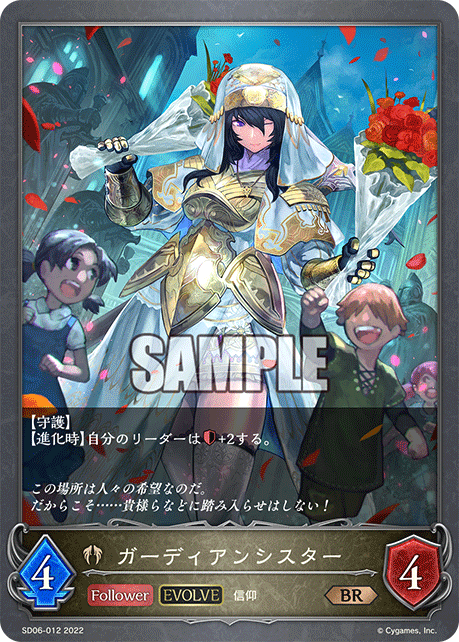 SAMPLE
【守護】
【進化時】自分のリーダーは+2する。
この場所は人々の希望なのだ。
だからこそ……貴様らなどに踏み入らせはしない！
4 ガーディアンシスター 4
Follower EVOLVE 信仰 BR
SD06-012 2022 © Cygames, Inc.